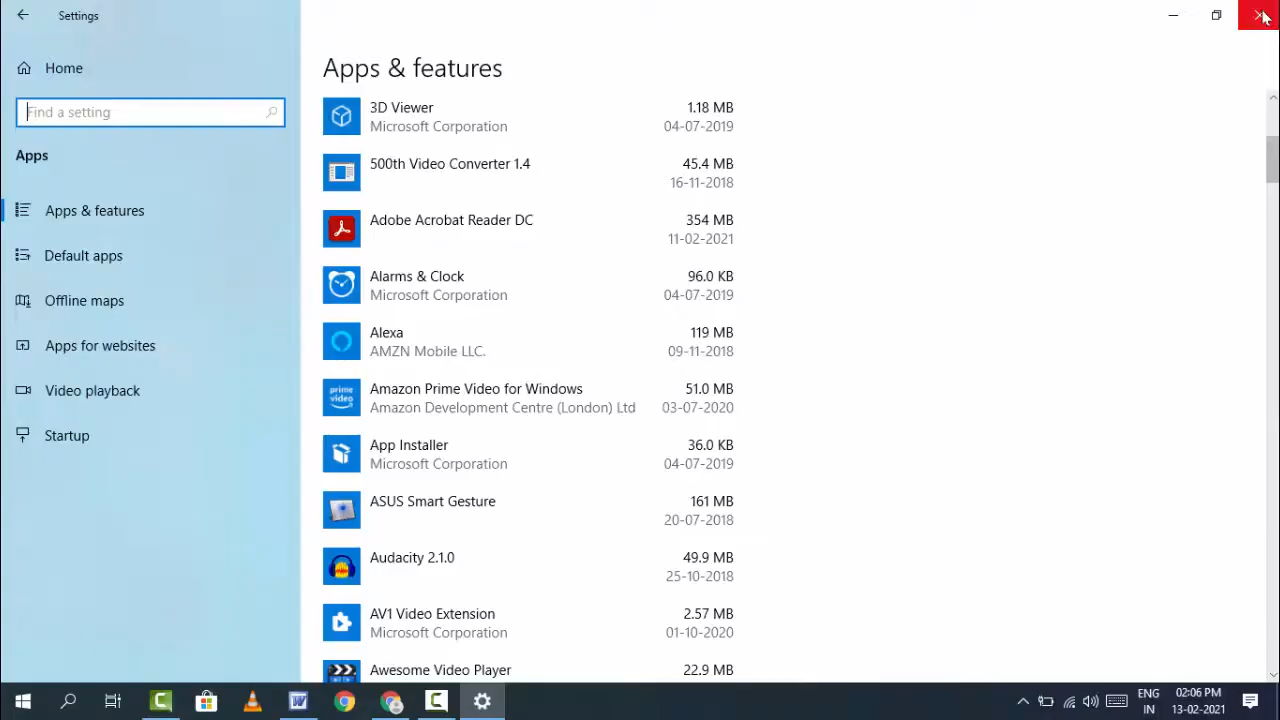 Settings
Home
Find a setting
Apps
Apps & features
Default apps
Offline maps
Apps for websites
Video playback
Startup
Apps & features
3D Viewer 1.18 MB
Microsoft Corporation 04-07-2019
500th Video Converter 1.4 45.4 MB
16-11-2018
Adobe Acrobat Reader DC 354 MB
11-02-2021
Alarms & Clock 96.0 KB
Microsoft Corporation 04-07-2019
Alexa 119 MB
AMZN Mobile LLC. 09-11-2018
prime video
Amazon Prime Video for Windows 51.0 MB
Amazon Development Centre (London) Ltd 03-07-2020
App Installer 36.0 KB
Microsoft Corporation 04-07-2019
ASUS Smart Gesture 161 MB
20-07-2018
Audacity 2.1.0 49.9 MB
25-10-2018
AV1 Video Extension 2.57 MB
Microsoft Corporation 01-10-2020
Awesome Video Player 22.9 MB
ENG 02:06 PM
IN 13-02-2021